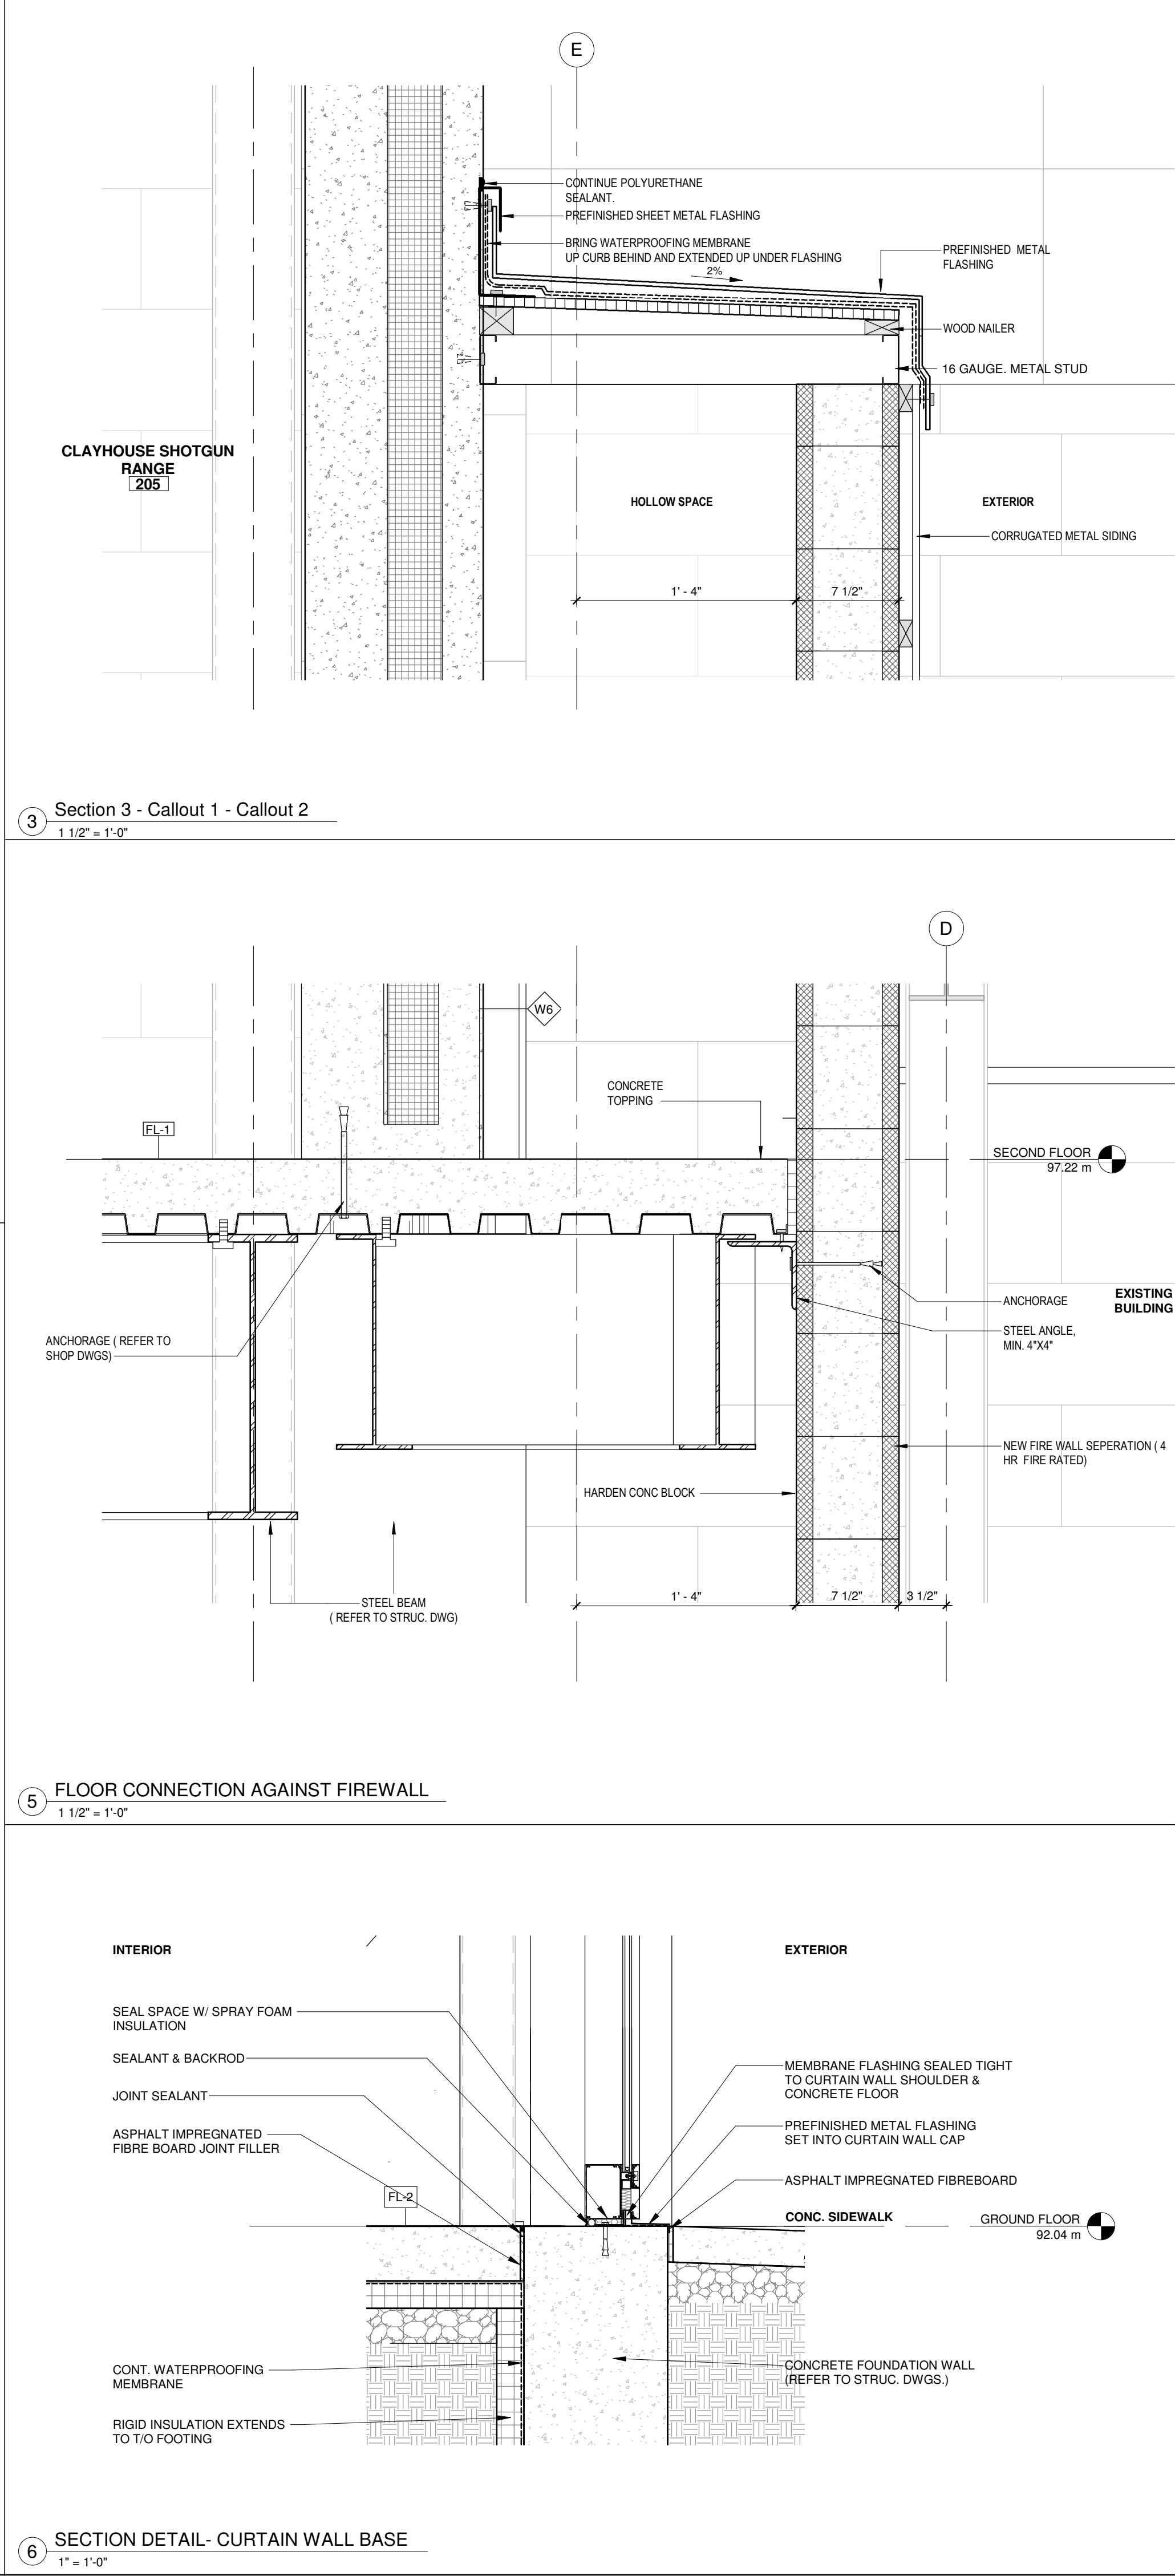 E
CONTINUE POLYURETHANE
SEALANT.
PREFINISHED SHEET METAL FLASHING
BRING WATERPROOFING MEMBRANE
UP CURB BEHIND AND EXTENDED UP UNDER FLASHING
2%
PREFINISHED METAL
FLASHING
WOOD NAILER
16 GAUGE. METAL STUD
CLAYHOUSE SHOTGUN
RANGE
205
HOLLOW SPACE
EXTERIOR
CORRUGATED METAL SIDING
1' - 4"
7 1/2"
3
Section 3 - Callout 1 - Callout 2
1 1/2" = 1'-0"
D
W6
CONCRETE
TOPPING
FL-1
SECOND FLOOR
97.22 m
ANCHORAGE
EXISTING
BUILDING
STEEL ANGLE,
MIN. 4"X4"
ANCHORAGE ( REFER TO
SHOP DWGS)
NEW FIRE WALL SEPERATION ( 4
HR FIRE RATED)
HARDEN CONC BLOCK
STEEL BEAM
( REFER TO STRUC. DWG)
1' - 4"
7 1/2"
3 1/2"
5
FLOOR CONNECTION AGAINST FIREWALL
1 1/2" = 1'-0"
INTERIOR
EXTERIOR
SEAL SPACE W/ SPRAY FOAM
INSULATION
SEALANT & BACKROD
JOINT SEALANT
ASPHALT IMPREGNATED
FIBRE BOARD JOINT FILLER
FL-2
MEMBRANE FLASHING SEALED TIGHT
TO CURTAIN WALL SHOULDER &
CONCRETE FLOOR
PREFINISHED METAL FLASHING
SET INTO CURTAIN WALL CAP
ASPHALT IMPREGNATED FIBREBOARD
CONC. SIDEWALK
GROUND FLOOR
92.04 m
CONT. WATERPROOFING
MEMBRANE
RIGID INSULATION EXTENDS
TO T/O FOOTING
CONCRETE FOUNDATION WALL
(REFER TO STRUC. DWGS.)
6
SECTION DETAIL- CURTAIN WALL BASE
1" = 1'-0"